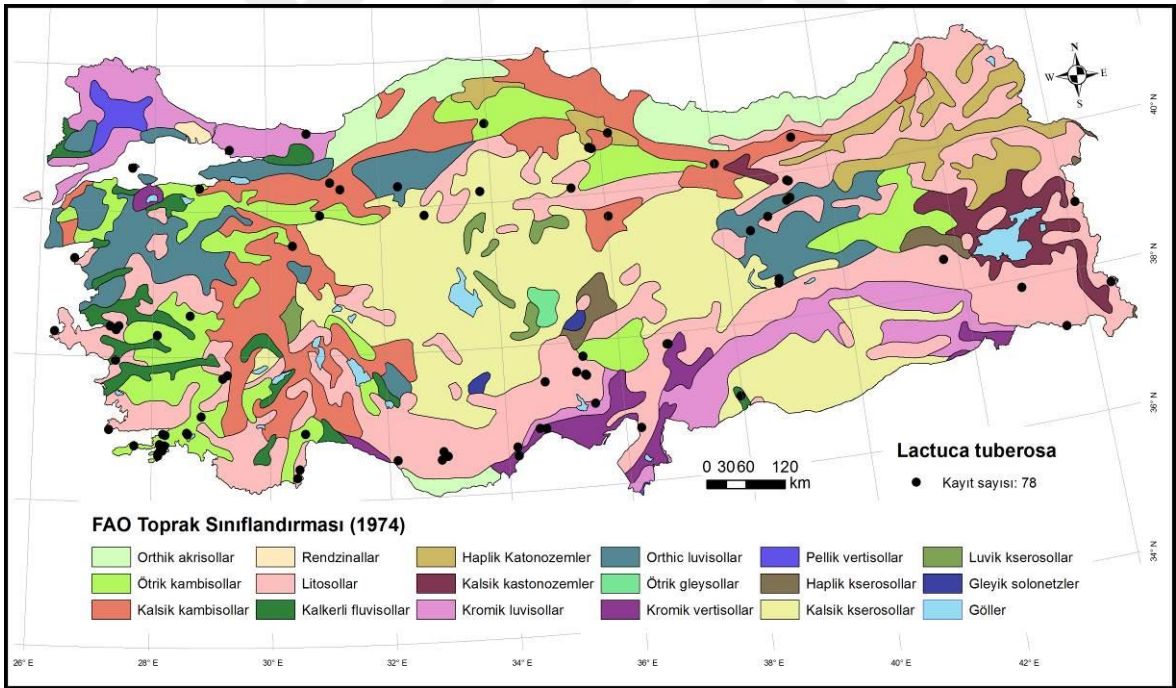 N
W E
S
40° N
38° N
36° N
34° N
Lactuca tuberosa
0 30 60 120
km
Kayıt sayısı: 78
FAO Toprak Sınıflandırması (1974)
Orthik akrisollar
Rendzinallar
Haplik Katonozemler
Orthic luvisollar
Pellik vertisollar
Luvik kserosollar
Ötrik kambisollar
Litosollar
Kalsik kastonozemler
Ötrik gleysollar
Haplik kserosollar
Gleyik solonetzler
Kalsik kambisollar
Kalkerli fluvisollar
Kromik luvisollar
Kromik vertisollar
Kalsik kserosollar
Göller
26° E 28° E 30° E 32° E 34° E 36° E 38° E 40° E 42° E